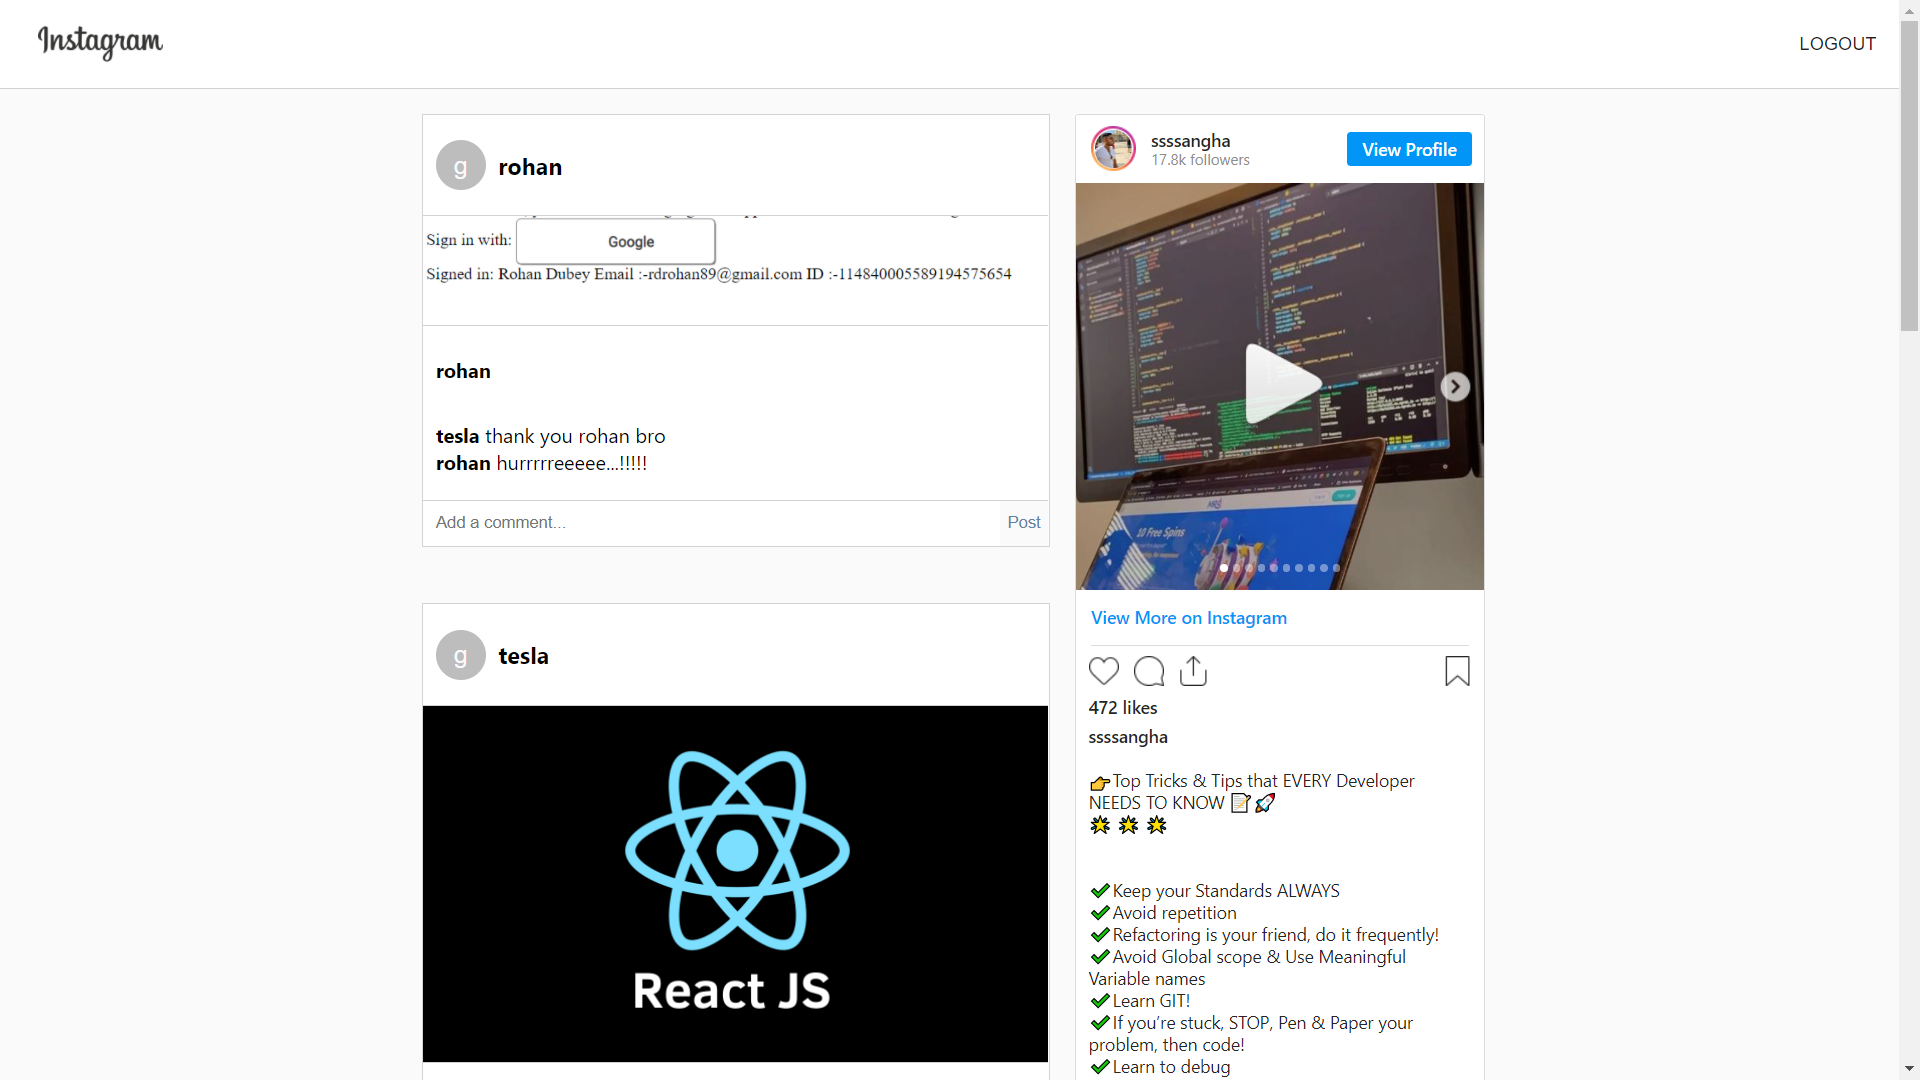 Instagram
LOGOUT
g
rohan
Sign in with:
Google
Signed in: Rohan Dubey Email :-rdrohan89@gmail.com ID :-114840005589194575654
rohan
tesla thank you rohan bro
rohan hurrrrreeeee...!!!!!
Add a comment...
Post
g
tesla
React JS
ssssangha
17.8k followers
View Profile
10 Free Spins
View More on Instagram
472 likes
ssssangha
👉Top Tricks & Tips that EVERY Developer
NEEDS TO KNOW 📝🚀
🌟 🌟 🌟
✔️Keep your Standards ALWAYS
✔️Avoid repetition
✔️Refactoring is your friend, do it frequently!
✔️Avoid Global scope & Use Meaningful
Variable names
✔️Learn GIT!
✔️If you’re stuck, STOP, Pen & Paper your
problem, then code!
✔️Learn to debug